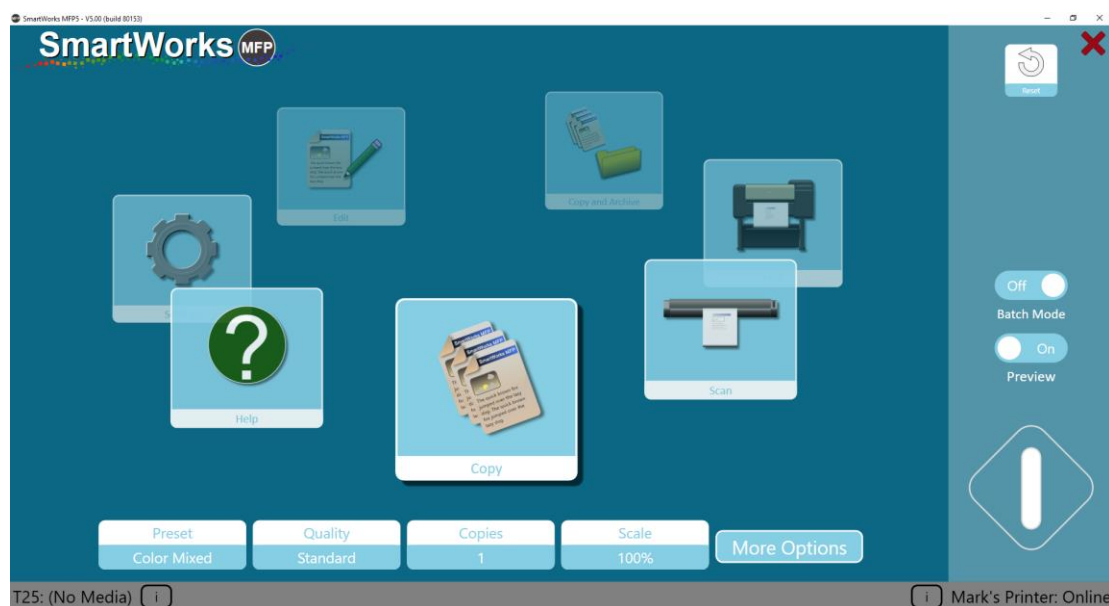 SmartWorks MFP5 - V5.00 (build 80153)
SmartWorks MFP
Reset
Edit
Copy and Archive
Help
Scan
Copy
Off
Batch Mode
On
Preview
Preset
Color Mixed
Quality
Standard
Copies
1
Scale
100%
More Options
T25: (No Media) i
i Mark's Printer: Online